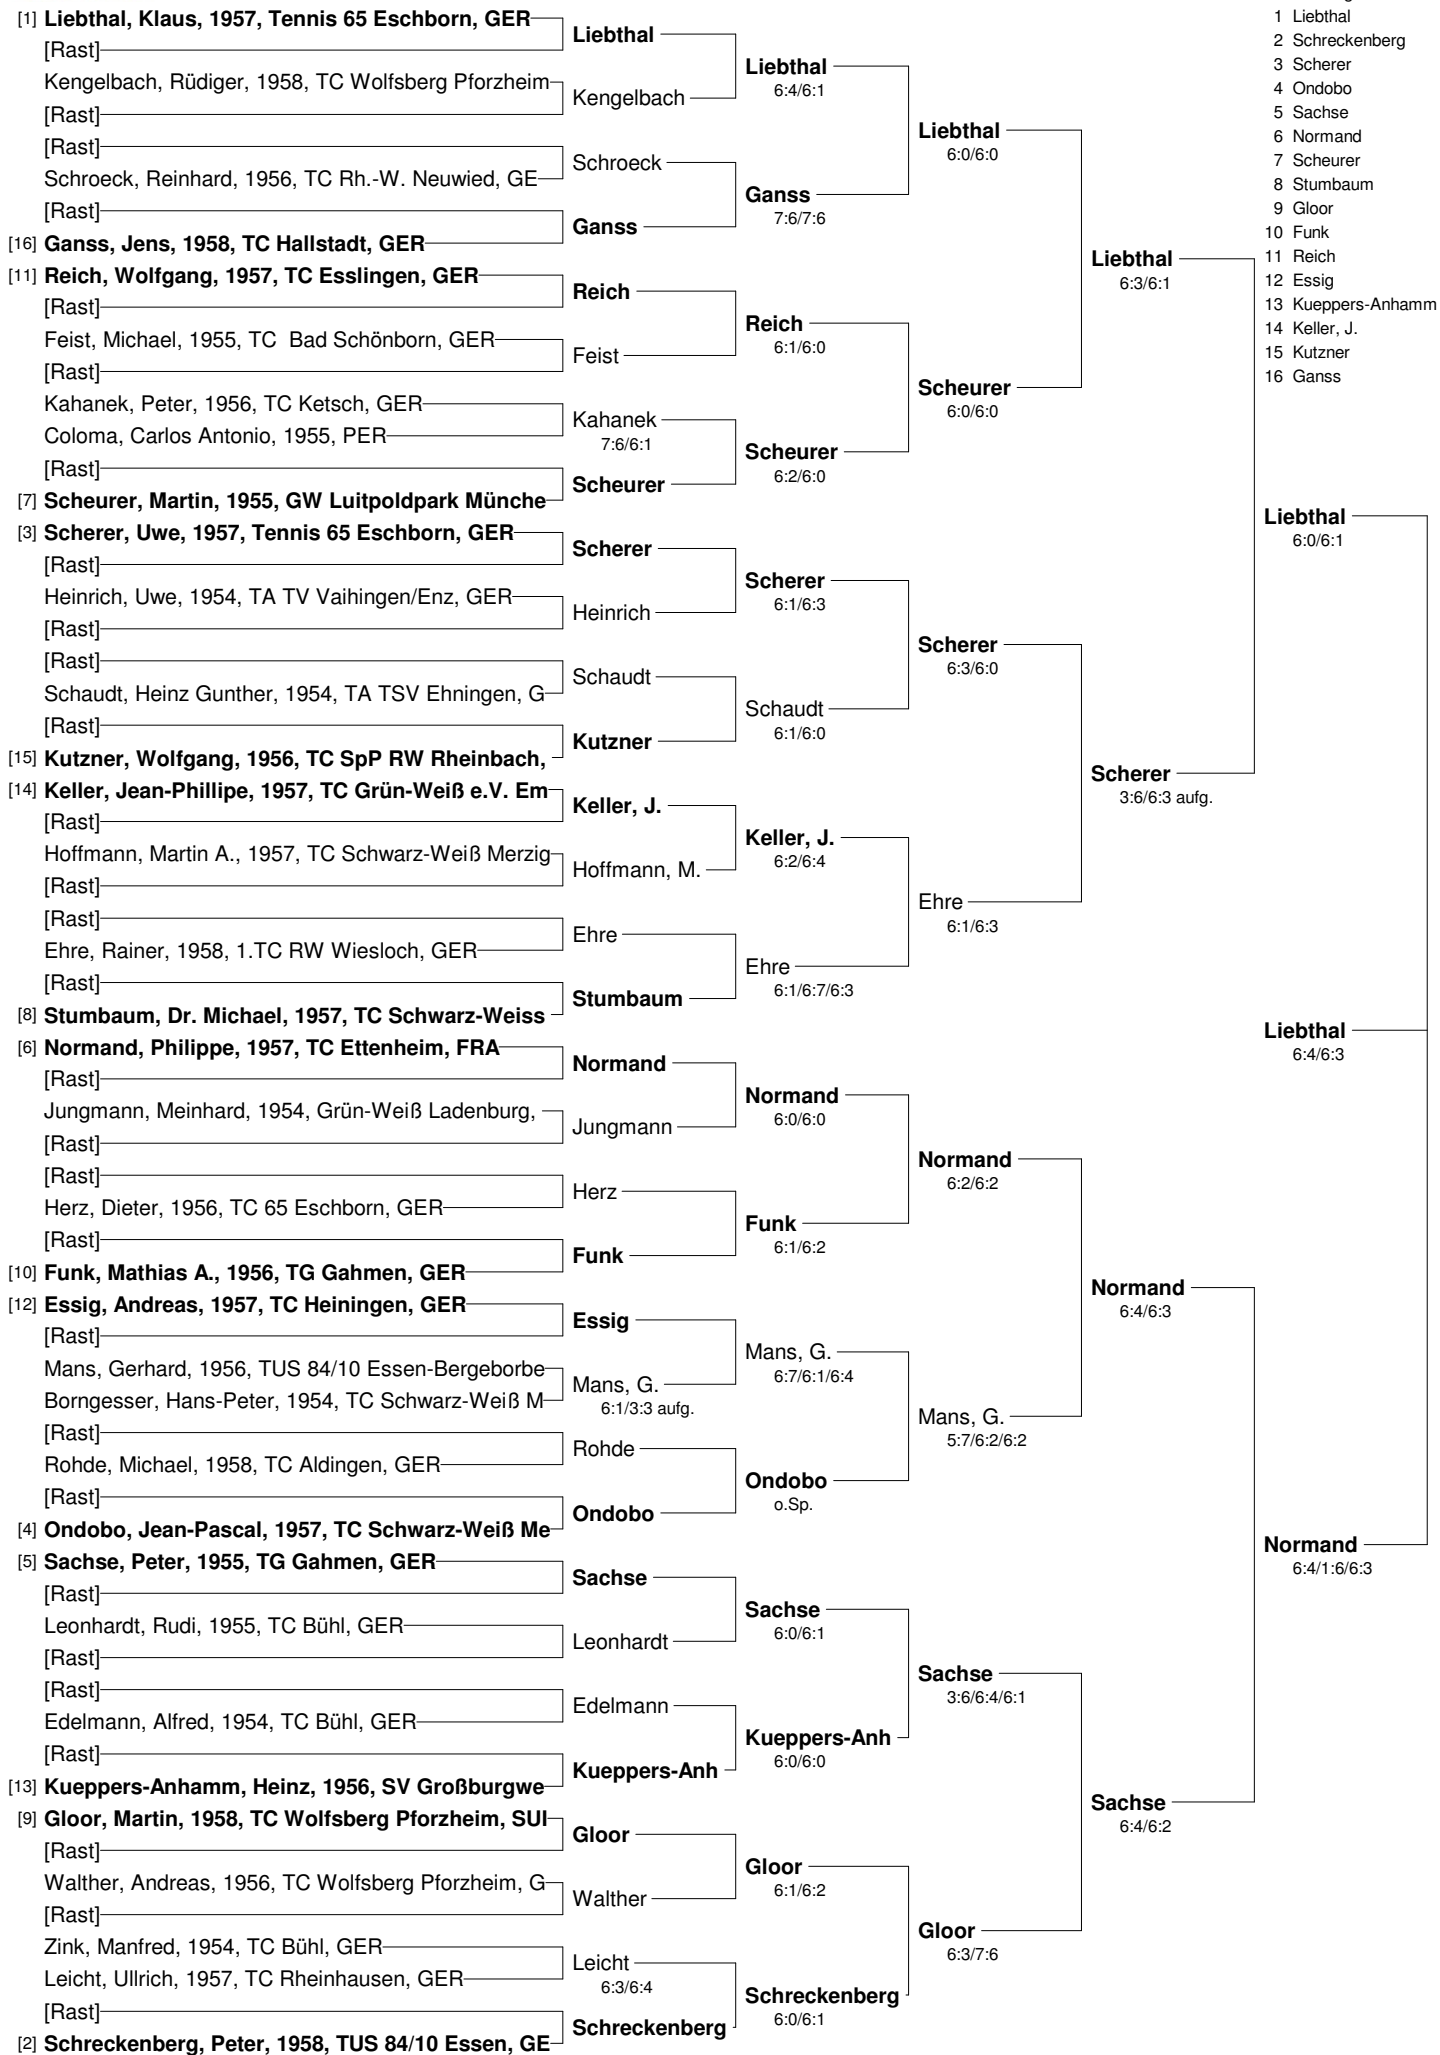 [1] Liebthal, Klaus, 1957, Tennis 65 Eschborn, GER
[Rast]
Kengelbach, Rüdiger, 1958, TC Wolfsberg Pforzheim
[Rast]
[Rast]
Schroeck, Reinhard, 1956, TC Rh.-W. Neuwied, GE
[Rast]
[16] Ganss, Jens, 1958, TC Hallstadt, GER
[11] Reich, Wolfgang, 1957, TC Esslingen, GER
[Rast]
Feist, Michael, 1955, TC Bad Schönborn, GER
[Rast]
Kahanek, Peter, 1956, TC Ketsch, GER
Coloma, Carlos Antonio, 1955, PER
[Rast]
[7] Scheurer, Martin, 1955, GW Luitpoldpark Münche
[3] Scherer, Uwe, 1957, Tennis 65 Eschborn, GER
[Rast]
Heinrich, Uwe, 1954, TA TV Vaihingen/Enz, GER
[Rast]
[Rast]
Schaudt, Heinz Gunther, 1954, TA TSV Ehningen, G
[Rast]
[15] Kutzner, Wolfgang, 1956, TC SpP RW Rheinbach,
[14] Keller, Jean-Phillipe, 1957, TC Grün-Weiß e.V. Em
[Rast]
Hoffmann, Martin A., 1957, TC Schwarz-Weiß Merzig
[Rast]
[Rast]
Ehre, Rainer, 1958, 1.TC RW Wiesloch, GER
[Rast]
[8] Stumbaum, Dr. Michael, 1957, TC Schwarz-Weiss
[6] Normand, Philippe, 1957, TC Ettenheim, FRA
[Rast]
Jungmann, Meinhard, 1954, Grün-Weiß Ladenburg,
[Rast]
[Rast]
Herz, Dieter, 1956, TC 65 Eschborn, GER
[Rast]
[10] Funk, Mathias A., 1956, TG Gahmen, GER
[12] Essig, Andreas, 1957, TC Heiningen, GER
[Rast]
Mans, Gerhard, 1956, TUS 84/10 Essen-Bergeborbe
Borngesser, Hans-Peter, 1954, TC Schwarz-Weiß M
[Rast]
Rohde, Michael, 1958, TC Aldingen, GER
[Rast]
[4] Ondobo, Jean-Pascal, 1957, TC Schwarz-Weiß Me
[5] Sachse, Peter, 1955, TG Gahmen, GER
[Rast]
Leonhardt, Rudi, 1955, TC Bühl, GER
[Rast]
[Rast]
Edelmann, Alfred, 1954, TC Bühl, GER
[Rast]
[13] Kueppers-Anhamm, Heinz, 1956, SV Großburgwe
[9] Gloor, Martin, 1958, TC Wolfsberg Pforzheim, SUI
[Rast]
Walther, Andreas, 1956, TC Wolfsberg Pforzheim, G
[Rast]
Zink, Manfred, 1954, TC Bühl, GER
Leicht, Ullrich, 1957, TC Rheinhausen, GER
[Rast]
[2] Schreckenberg, Peter, 1958, TUS 84/10 Essen, GE
Liebthal
Kengelbach
Schroeck
Ganss
Reich
Feist
Kahanek
7:6/6:1
Scheurer
Scherer
Heinrich
Schaudt
Kutzner
Keller, J.
Hoffmann, M.
Ehre
Stumbaum
Normand
Jungmann
Herz
Funk
Essig
Mans, G.
6:1/3:3 aufg.
Rohde
Ondobo
Sachse
Leonhardt
Edelmann
Kueppers-Anh
Gloor
Walther
Leicht
6:3/6:4
Schreckenberg
Liebthal
6:4/6:1
Ganss
7:6/7:6
Reich
6:1/6:0
Scheurer
6:2/6:0
Scherer
6:1/6:3
Schaudt
6:1/6:0
Keller, J.
6:2/6:4
Ehre
6:1/6:7/6:3
Normand
6:0/6:0
Funk
6:1/6:2
Mans, G.
6:7/6:1/6:4
Ondobo
o.Sp.
Sachse
6:0/6:1
Kueppers-Anh
6:0/6:0
Gloor
6:1/6:2
Schreckenberg
6:0/6:1
Liebthal
6:0/6:0
Scheurer
6:0/6:0
Scherer
6:3/6:0
Ehre
6:1/6:3
Normand
6:2/6:2
Mans, G.
5:7/6:2/6:2
Sachse
3:6/6:4/6:1
Gloor
6:3/7:6
Liebthal
6:3/6:1
Scherer
3:6/6:3 aufg.
Normand
6:4/6:3
Sachse
6:4/6:2
Liebthal
6:0/6:1
Liebthal
6:4/6:3
Normand
6:4/1:6/6:3
1 Liebthal
2 Schreckenberg
3 Scherer
4 Ondobo
5 Sachse
6 Normand
7 Scheurer
8 Stumbaum
9 Gloor
10 Funk
11 Reich
12 Essig
13 Kueppers-Anhamm
14 Keller, J.
15 Kutzner
16 Ganss